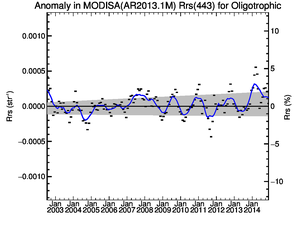 Anomaly in MODISA(AR2013.1M) Rrs(443) for Oligotrophic
0.0010
0.0005
0.0000
-0.0005
-0.0010
Rrs (str⁻¹)
10
5
0
-5
-10
Rrs (%)
Jan Jan Jan Jan Jan Jan Jan Jan Jan Jan Jan Jan
2003 2004 2005 2006 2007 2008 2009 2010 2011 2012 2013 2014